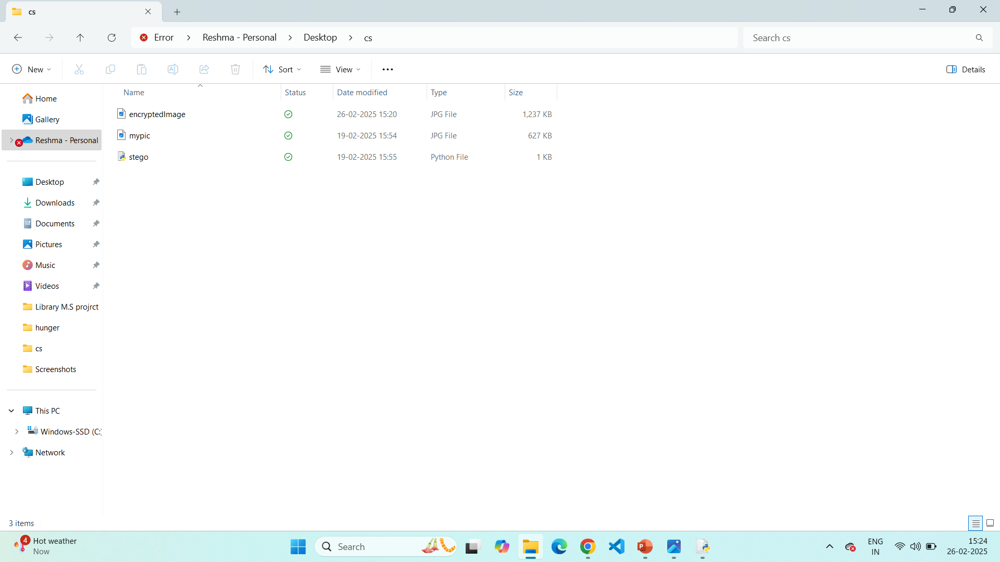 cs
Error > Reshma - Personal > Desktop > cs
Search cs
New
Sort
View
Details
Name Status Date modified Type Size
encryptedImage 26-02-2025 15:20 JPG File 1,237 KB
mypic 19-02-2025 15:54 JPG File 627 KB
stego 19-02-2025 15:55 Python File 1 KB
Home
Gallery
Reshma - Personal
Desktop
Downloads
Documents
Pictures
Music
Videos
Library M.S projrct
hunger
cs
Screenshots
This PC
Windows-SSD (C:)
Network
3 items
4
Hot weather
Now
Search
ENG
IN
15:24
26-02-2025